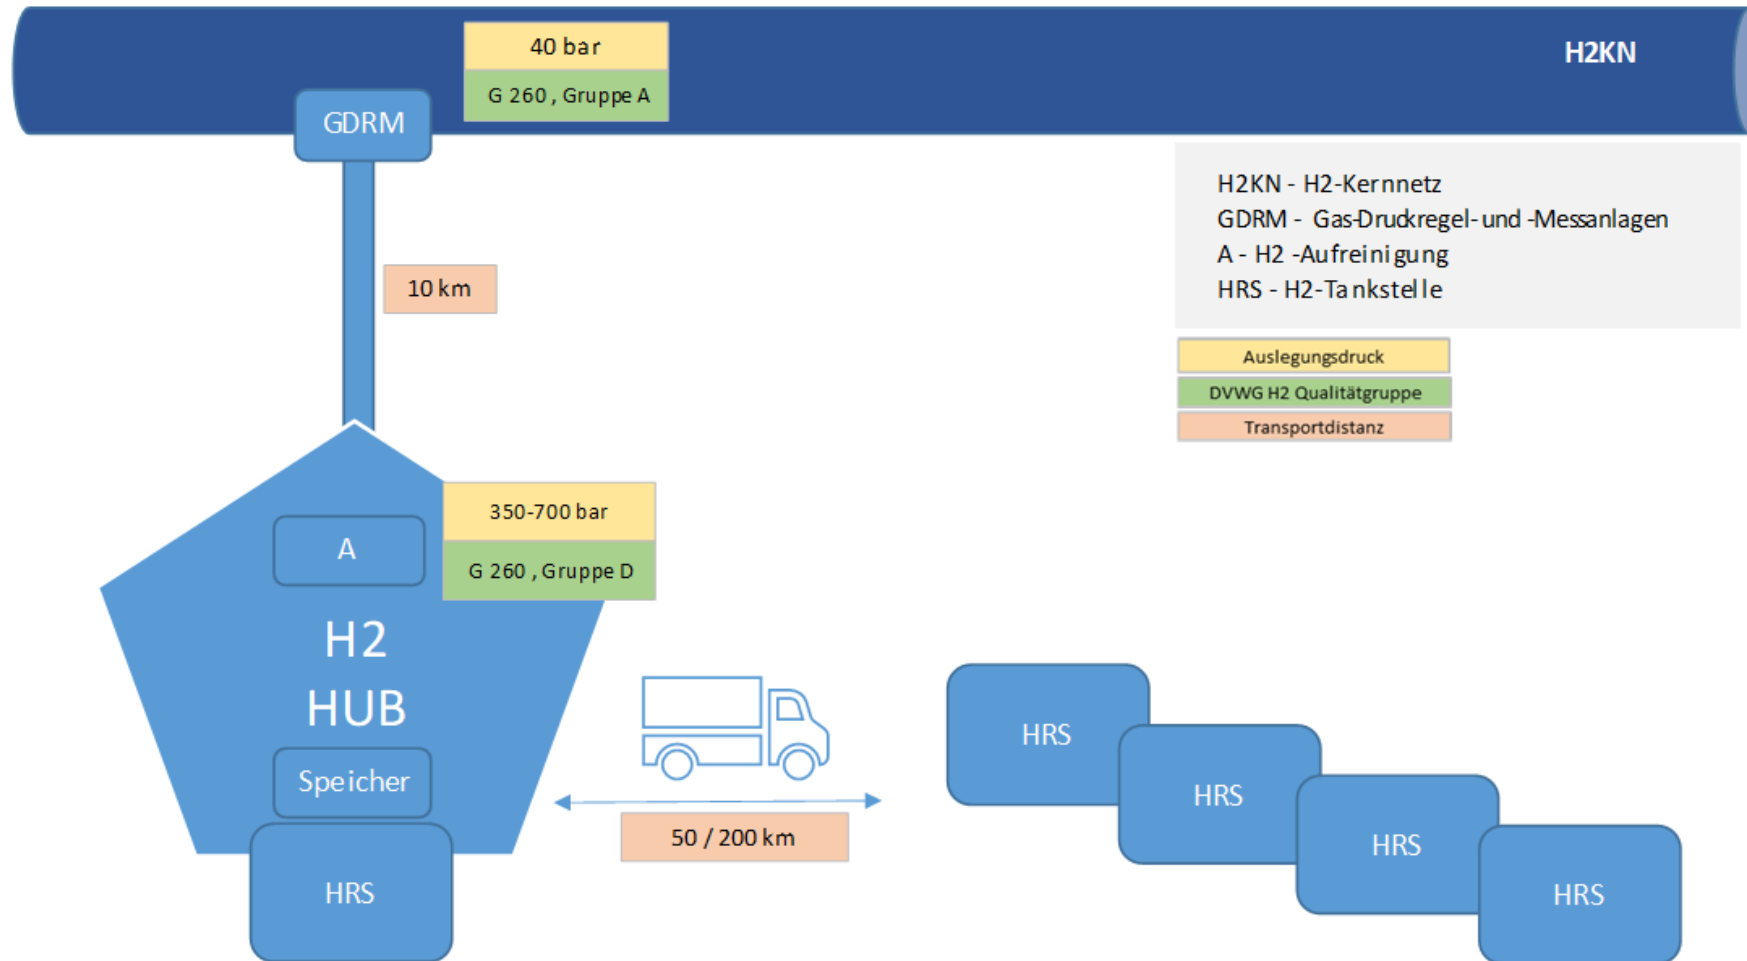 40 bar
H2KN
G 260 , Gruppe A
GDRM
H2KN - H2-Kernnetz
GDRM - Gas-Druckregel-und -Messanlagen
A - H2 -Aufreinigung
HRS - H2-Tankstelle
10 km
Auslegungsdruck
DVWG H2 Qualitätgruppe
Transportdistanz
350-700 bar
A
G 260 , Gruppe D
H2
HUB
Speicher
50 / 200 km
HRS
HRS
HRS
HRS
HRS